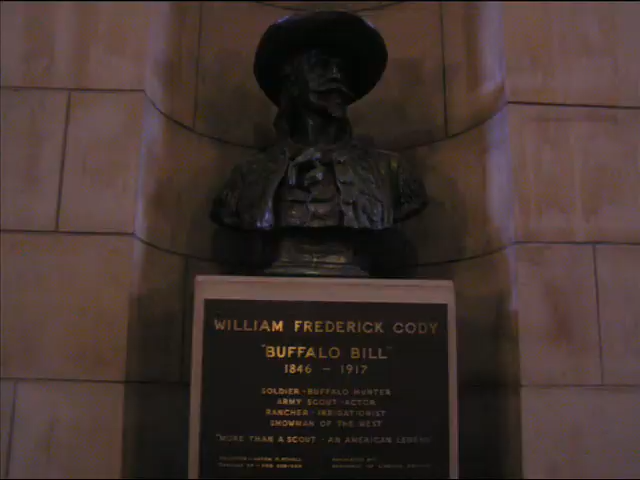 WILLIAM FREDERICK CODY
"BUFFALO BILL"
1846 - 1917
SOLDIER · BUFFALO HUNTER
ARMY SCOUT · ACTOR
RANCHER · IRRIGATIONIST
SHOWMAN OF THE WEST
"MORE THAN A SCOUT - AN AMERICAN LEGEND"